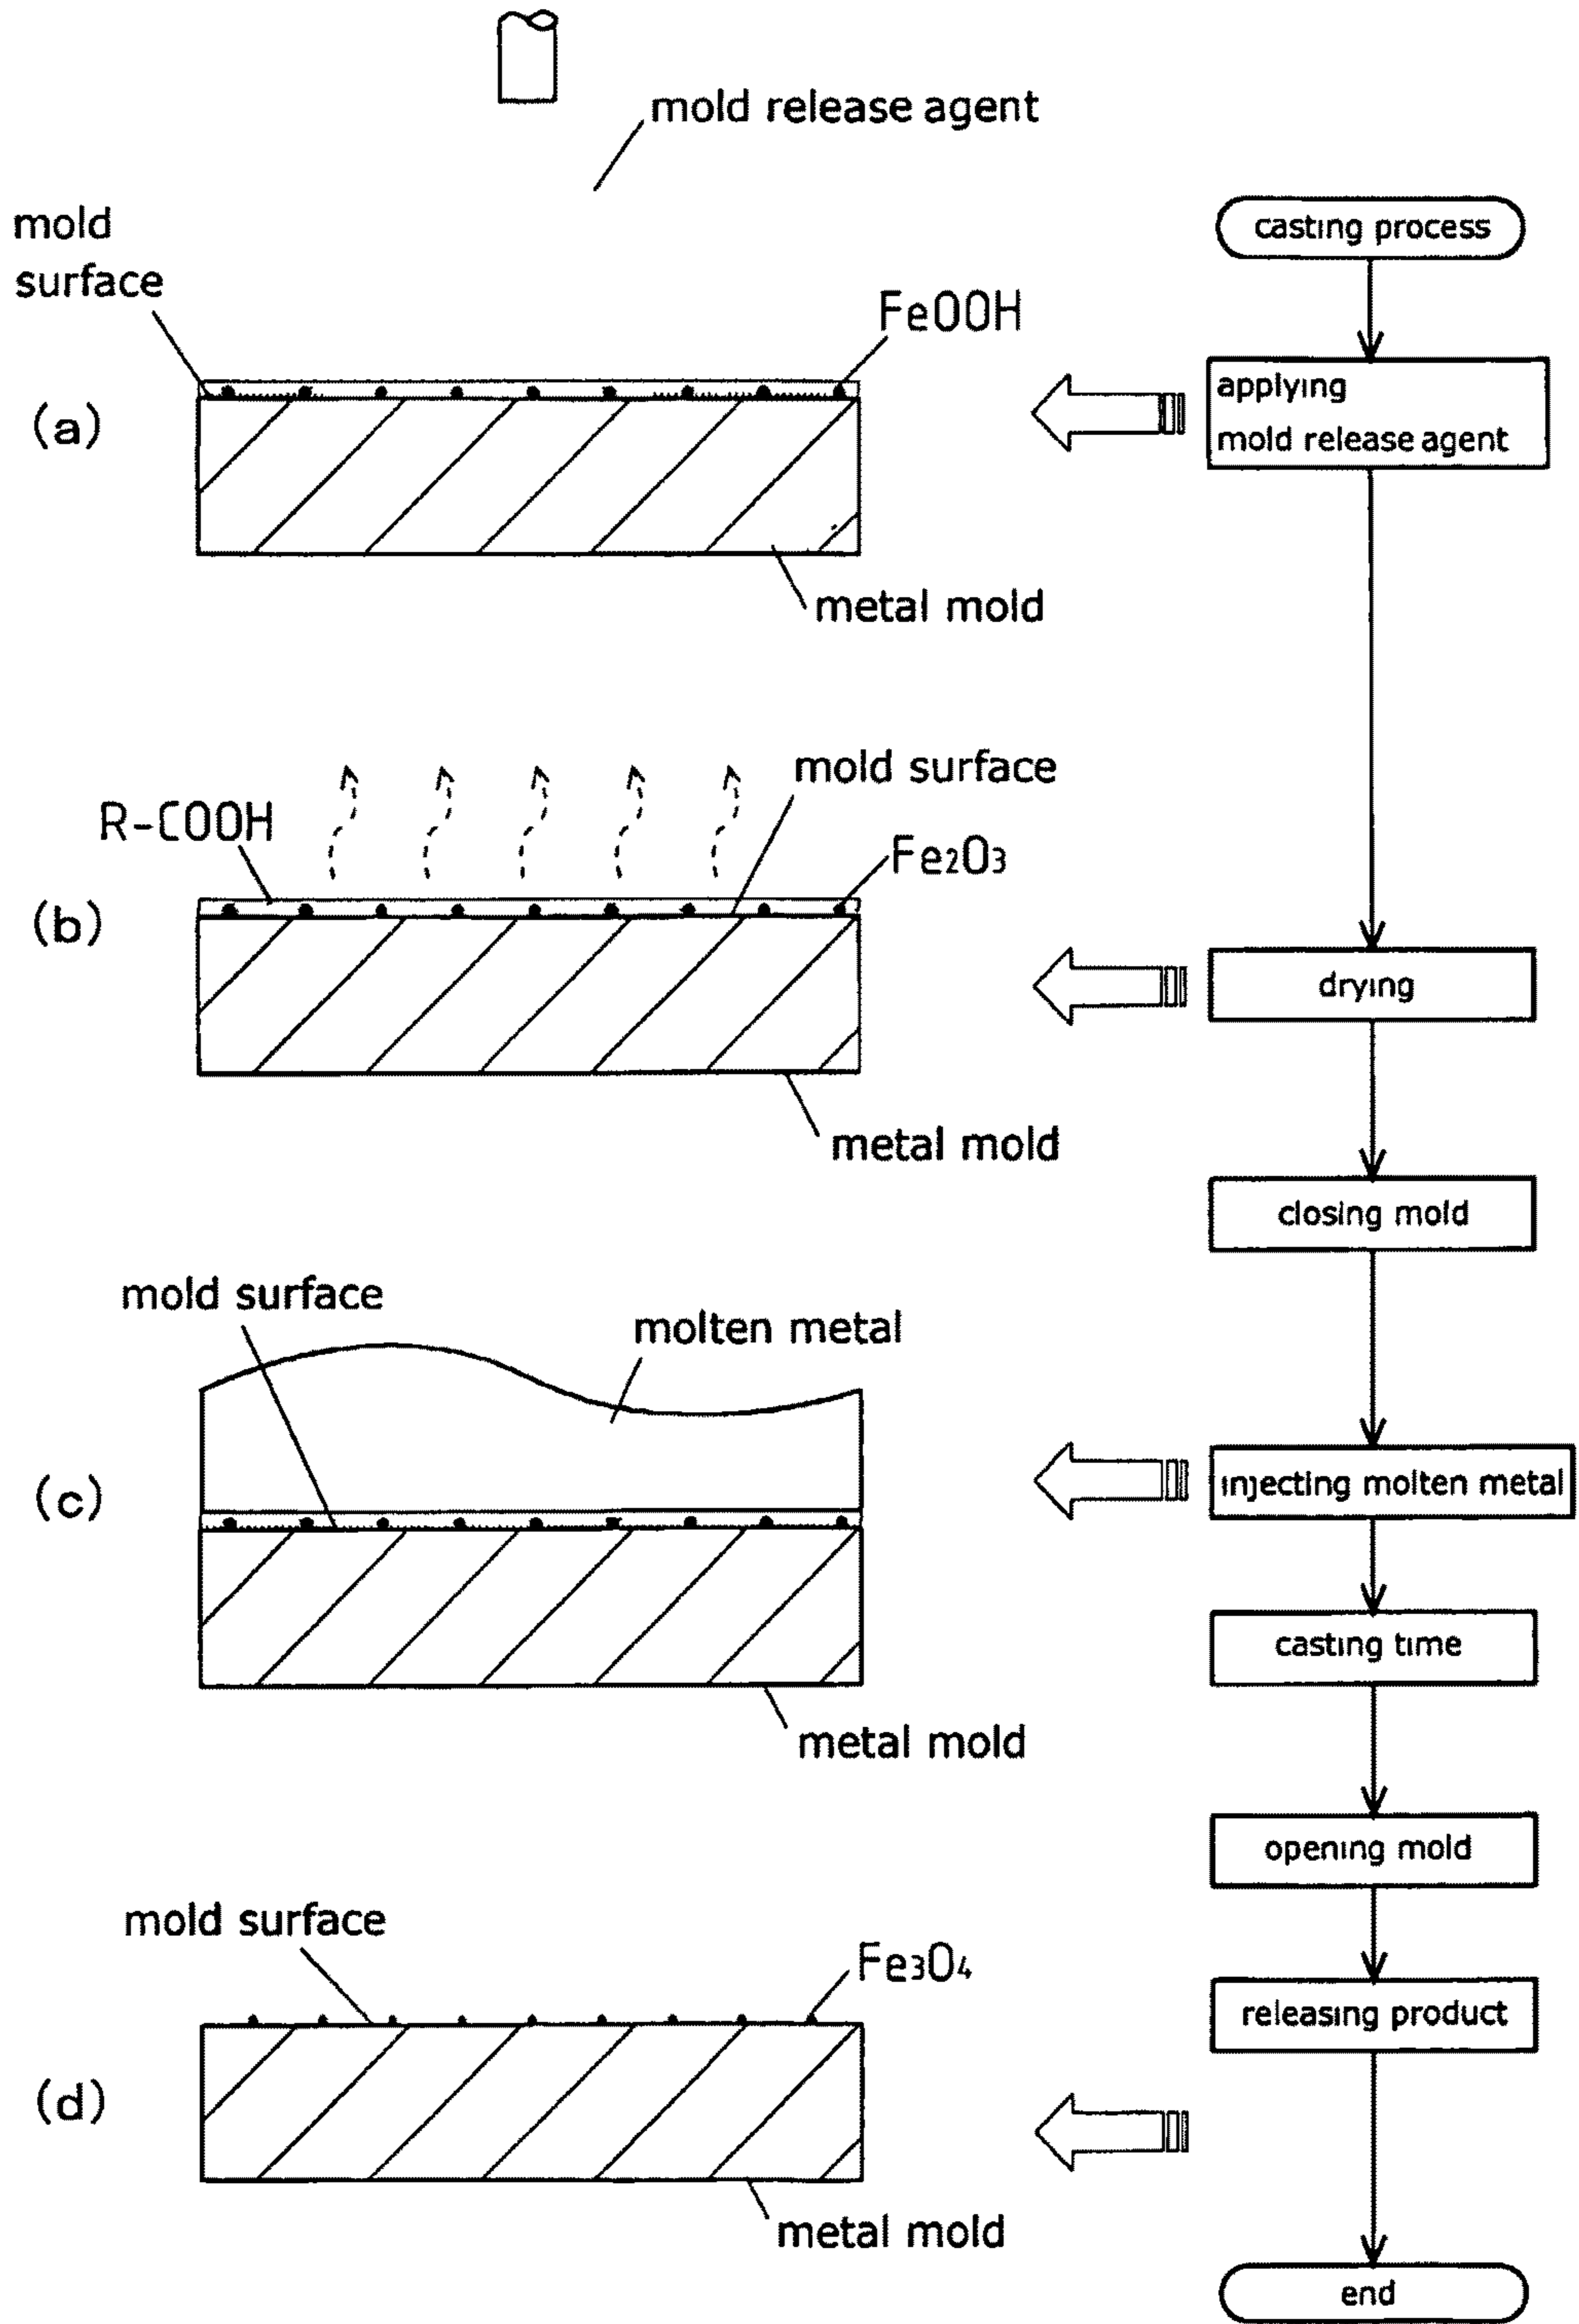 mold release agent
mold
surface
FeOOH
(a)
metal mold
mold surface
R-COOH
Fe2O3
(b)
metal mold
mold surface
molten metal
(c)
metal mold
mold surface
Fe3O4
(d)
metal mold
casting process
applying
mold release agent
drying
closing mold
injecting molten metal
casting time
opening mold
releasing product
end